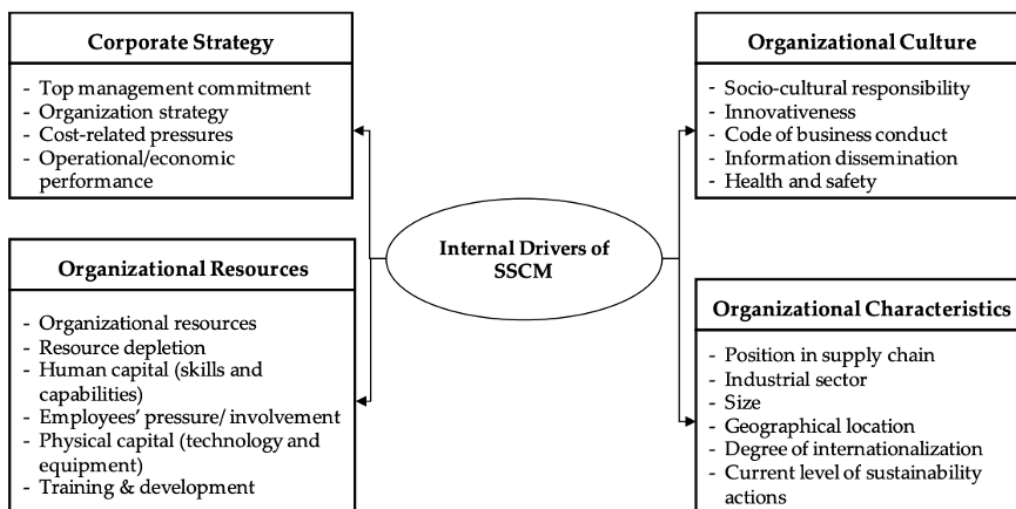 Corporate Strategy
- Top management commitment
- Organization strategy
- Cost-related pressures
- Operational/economic
performance
Organizational Culture
- Socio-cultural responsibility
- Innovativeness
- Code of business conduct
- Information dissemination
- Health and safety
Internal Drivers of
SSCM
Organizational Resources
- Organizational resources
- Resource depletion
- Human capital (skills and
capabilities)
- Employees’ pressure/ involvement
- Physical capital (technology and
equipment)
- Training & development
Organizational Characteristics
- Position in supply chain
- Industrial sector
- Size
- Geographical location
- Degree of internationalization
- Current level of sustainability
actions